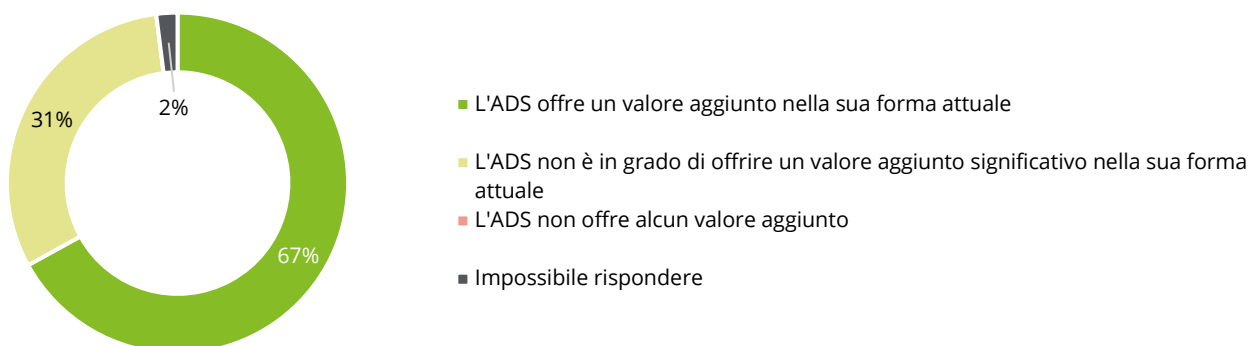 31%
2%
67%
L'ADS offre un valore aggiunto nella sua forma attuale
L'ADS non è in grado di offrire un valore aggiunto significativo nella sua forma
attuale
L'ADS non offre alcun valore aggiunto
Impossibile rispondere